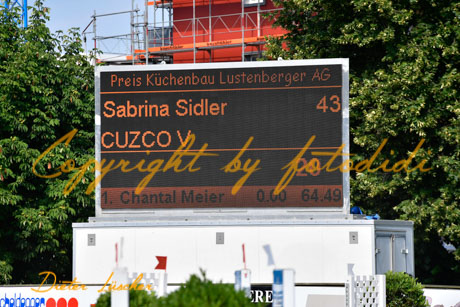 Preis Küchenbau Lustenberger AG
Sabrina Sidler 43
CUZCO V
Copyright by fotodidi
1. Chantal Meier 0.00 64.49
Dieter